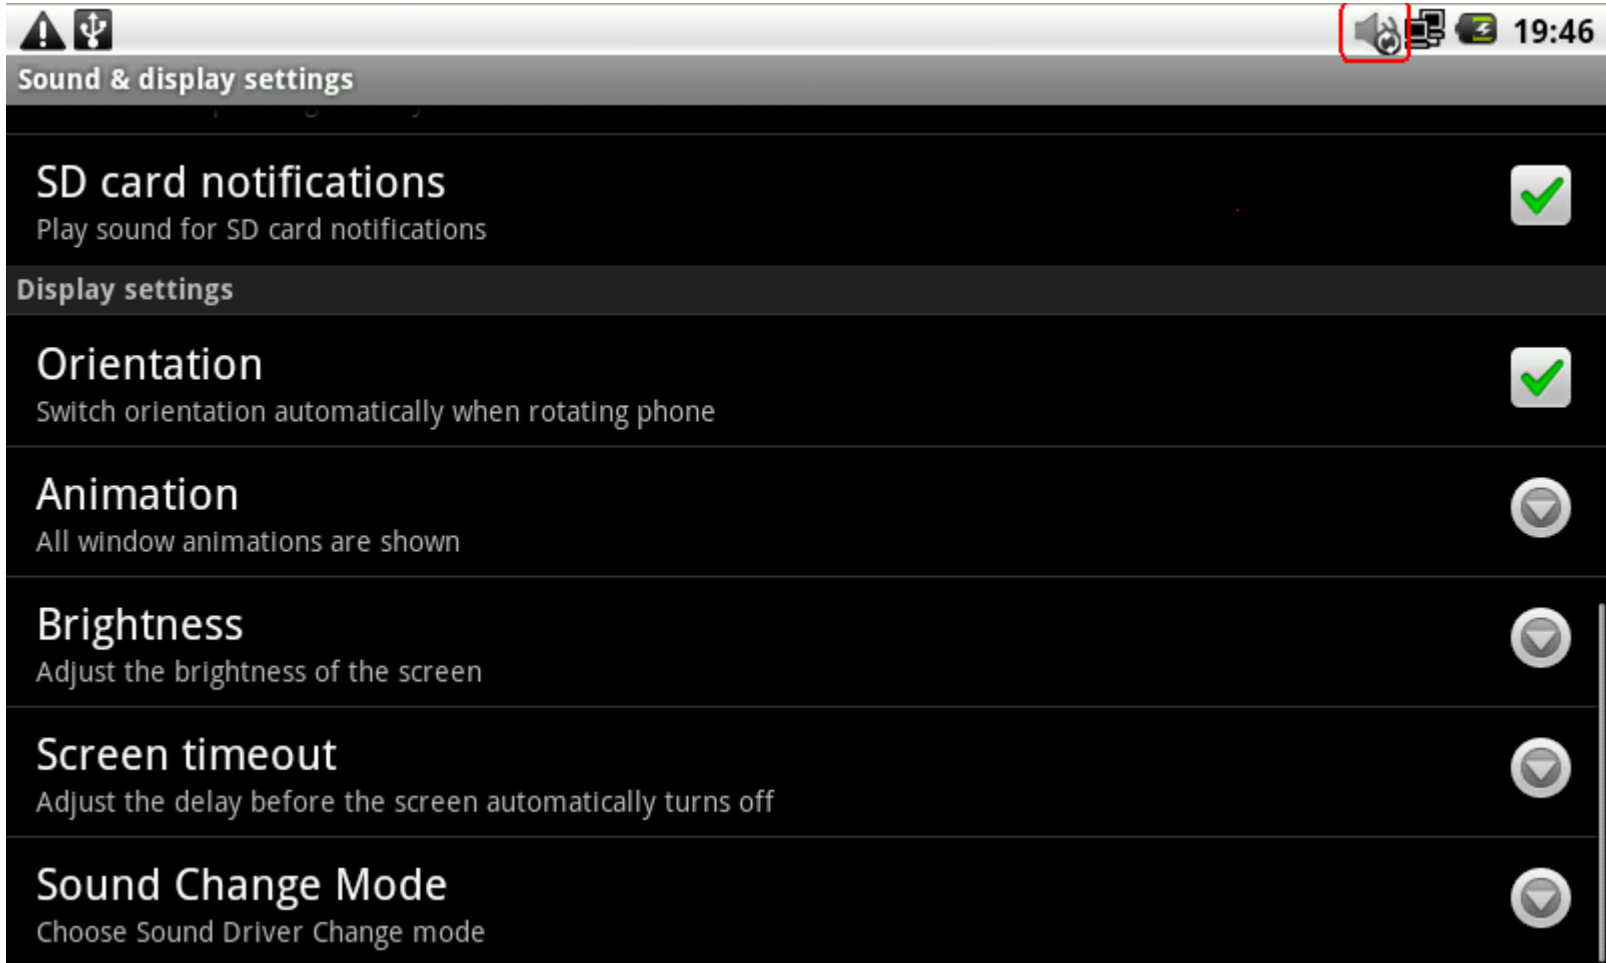 19:46
Sound & display settings
SD card notifications
Play sound for SD card notifications
Display settings
Orientation
Switch orientation automatically when rotating phone
Animation
All window animations are shown
Brightness
Adjust the brightness of the screen
Screen timeout
Adjust the delay before the screen automatically turns off
Sound Change Mode
Choose Sound Driver Change mode